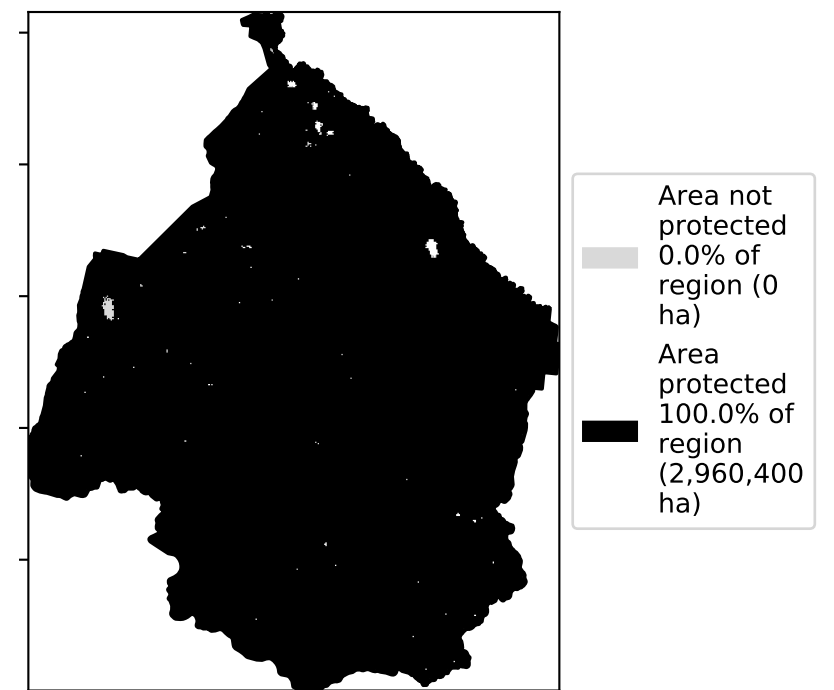 Area not
protected
0.0% of
region (0
ha)
Area
protected
100.0% of
region
(2,960,400
ha)